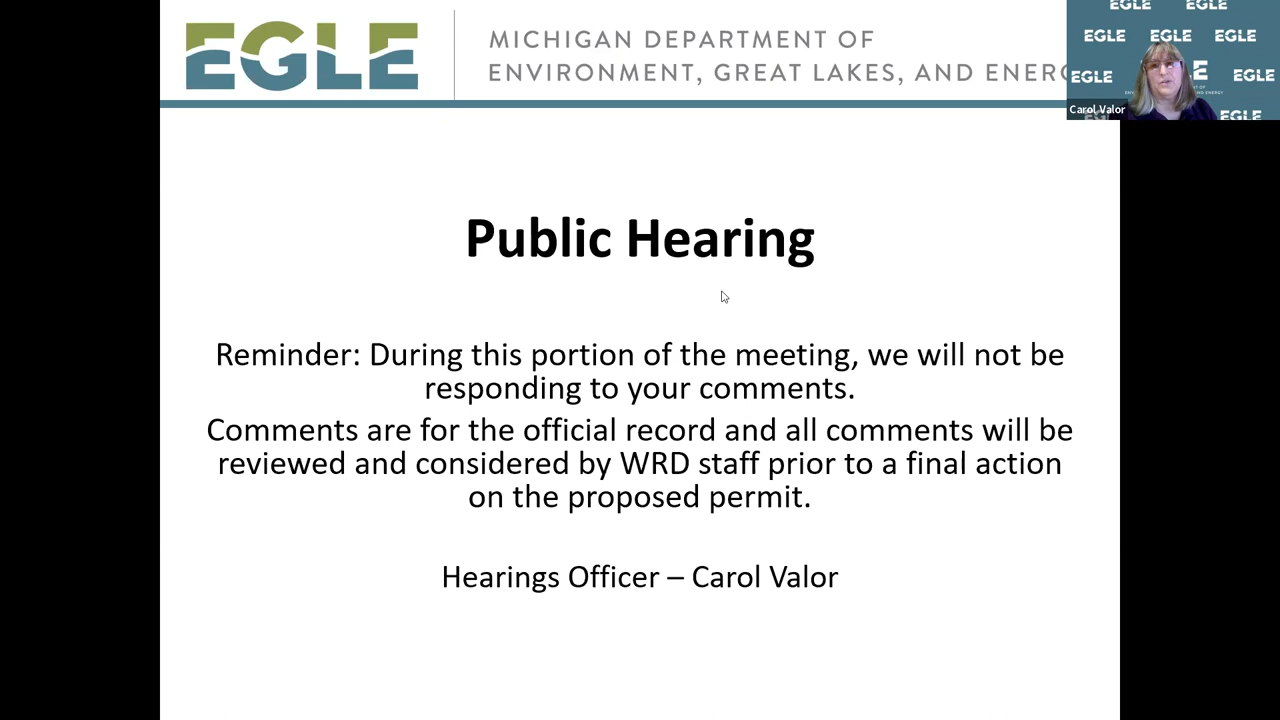 EGLE
MICHIGAN DEPARTMENT OF
ENVIRONMENT, GREAT LAKES, AND ENERG
EGLE EGLE
EGLE EGLE EGLE
EGLE E EGLE
Carol Valor
EGLE
Public Hearing
Reminder: During this portion of the meeting, we will not be
responding to your comments.
Comments are for the official record and all comments will be
reviewed and considered by WRD staff prior to a final action
on the proposed permit.
Hearings Officer – Carol Valor